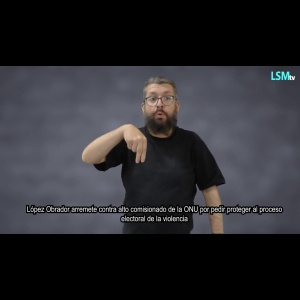 LSMtv
López Obrador arremete contra alto comisionado de la ONU por pedir proteger al proceso
electoral de la violencia